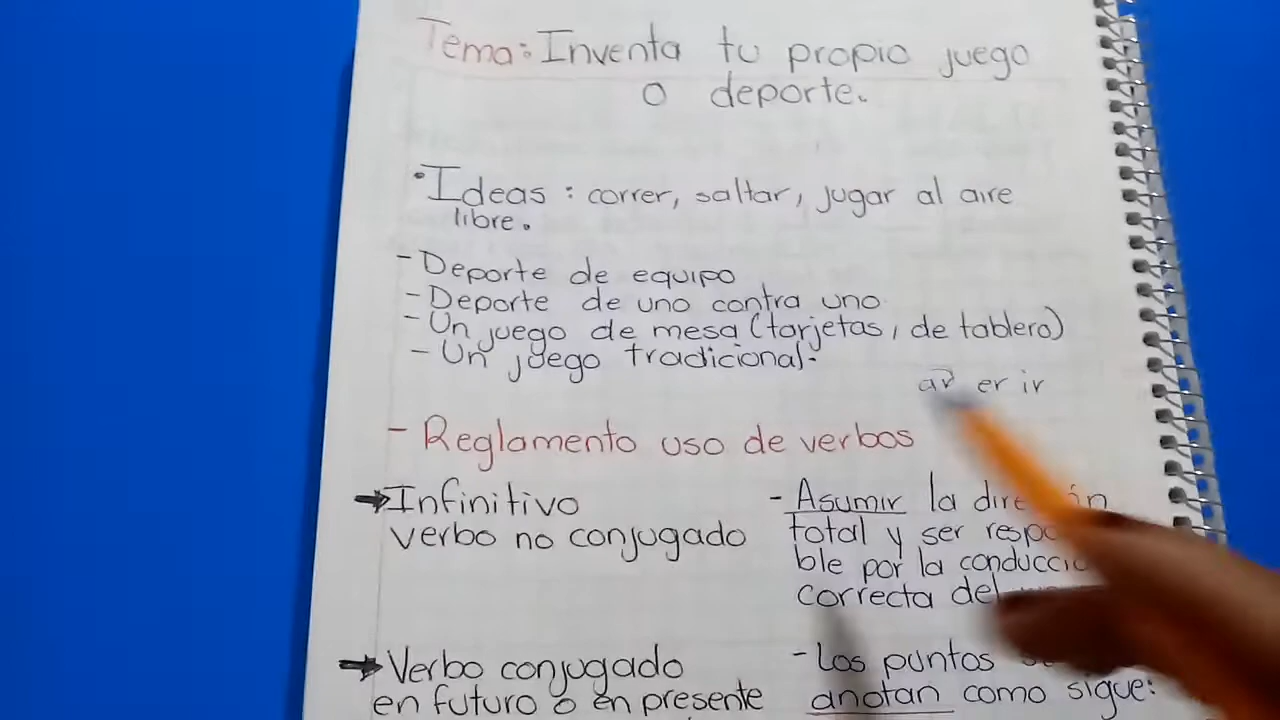 Tema: Inventa tu propio juego
o deporte.
• Ideas : correr, saltar, jugar al aire
libre.
- Deporte de equipo
- Deporte de uno contra uno
- Un juego de mesa (tarjetas, de tablero)
- Un juego tradicional.
ar er ir
- Reglamento uso de verbos
→ Infinitivo
verbo no conjugado
- Asumir la
total y ser
ble por la
correcta del
→ Verbo conjugado
en futuro o en presente
- Los puntos
anotan como sigue: